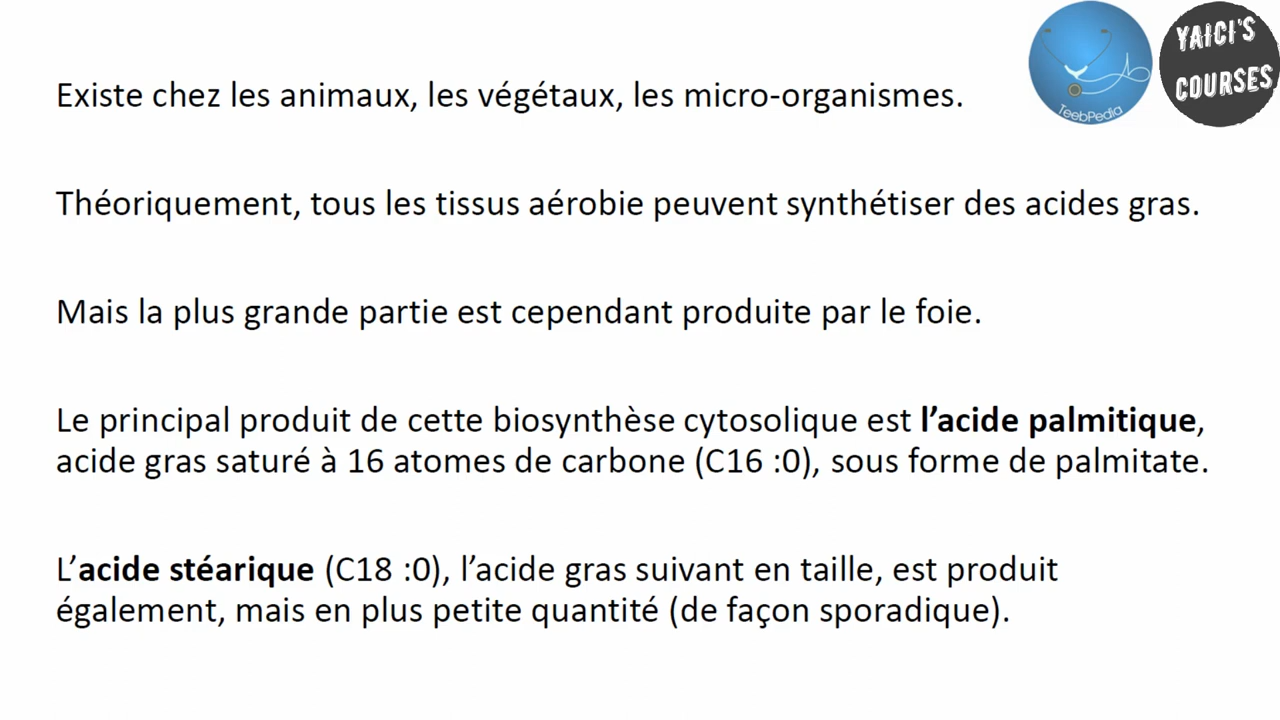 YAICI'S
COURSES
TeebPedia
Existe chez les animaux, les végétaux, les micro-organismes.
Théoriquement, tous les tissus aérobie peuvent synthétiser des acides gras.
Mais la plus grande partie est cependant produite par le foie.
Le principal produit de cette biosynthèse cytosolique est l’acide palmitique,
acide gras saturé à 16 atomes de carbone (C16 :0), sous forme de palmitate.
L’acide stéarique (C18 :0), l’acide gras suivant en taille, est produit
également, mais en plus petite quantité (de façon sporadique).